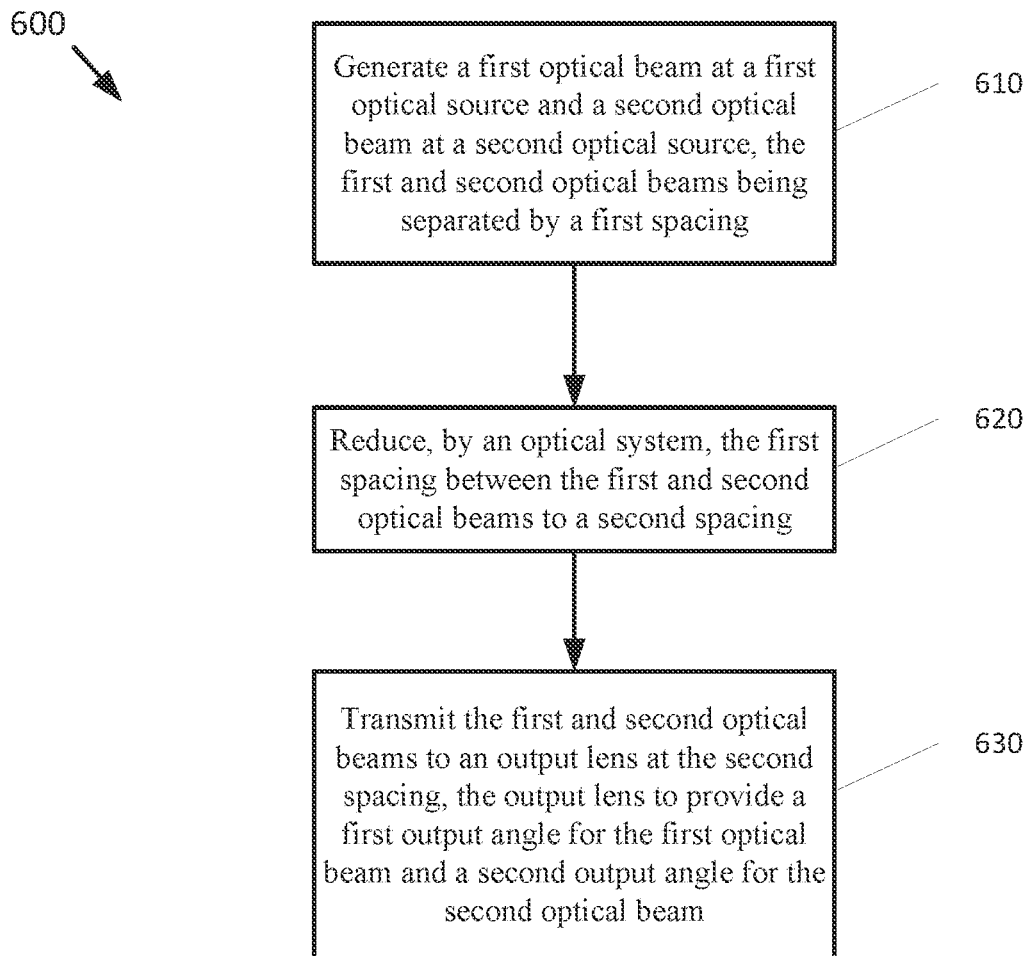 600
Generate a first optical beam at a first
optical source and a second optical
beam at a second optical source, the
first and second optical beams being
separated by a first spacing
610
Reduce, by an optical system, the first
spacing between the first and second
optical beams to a second spacing
620
Transmit the first and second optical
beams to an output lens at the second
spacing, the output lens to provide a
first output angle for the first optical
beam and a second output angle for the
second optical beam
630